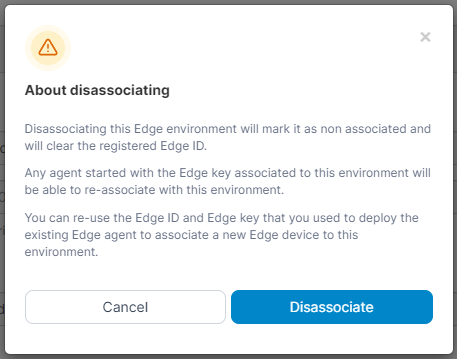 About disassociating
Disassociating this Edge environment will mark it as non associated and
will clear the registered Edge ID.
Any agent started with the Edge key associated to this environment will
be able to re-associate with this environment.
You can re-use the Edge ID and Edge key that you used to deploy the
existing Edge agent to associate a new Edge device to this
environment.
Cancel
Disassociate